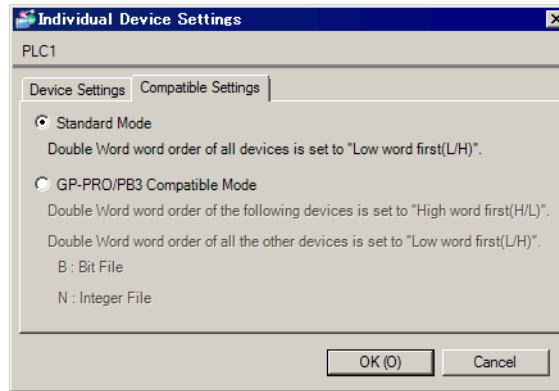 Individual Device Settings
PLC1
Device Settings Compatible Settings
Standard Mode
Double Word word order of all devices is set to "Low word first(L/H)".
GP-PRO/PB3 Compatible Mode
Double Word word order of the following devices is set to "High word first(H/L)".
Double Word word order of all the other devices is set to "Low word first(L/H)".
B : Bit File
N : Integer File
OK (O) Cancel